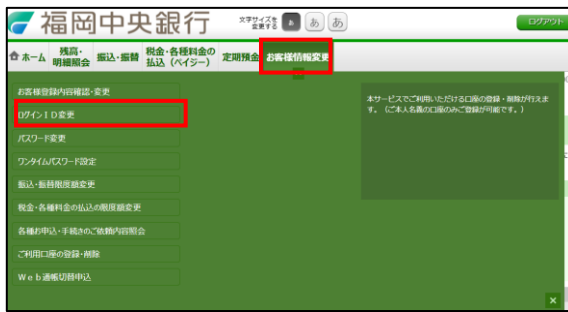 福岡中央銀行
文字サイズを変更する あ あ あ
ログアウト
ホーム 残高・明細照会 振込・振替 税金・各種料金の払込（ペイジー） 定期預金 お客様情報変更
お客様登録内容確認・変更
ログインＩＤ変更
パスワード変更
ワンタイムパスワード設定
振込・振替限度額変更
税金・各種料金の払込の限度額変更
各種お申込・手続きのご依頼内容照会
ご利用口座の登録・削除
Ｗｅｂ通帳切替申込
本サービスでご利用いただける口座の登録・削除が行えま
す。（ご本人名義の口座のみご登録が可能です。）